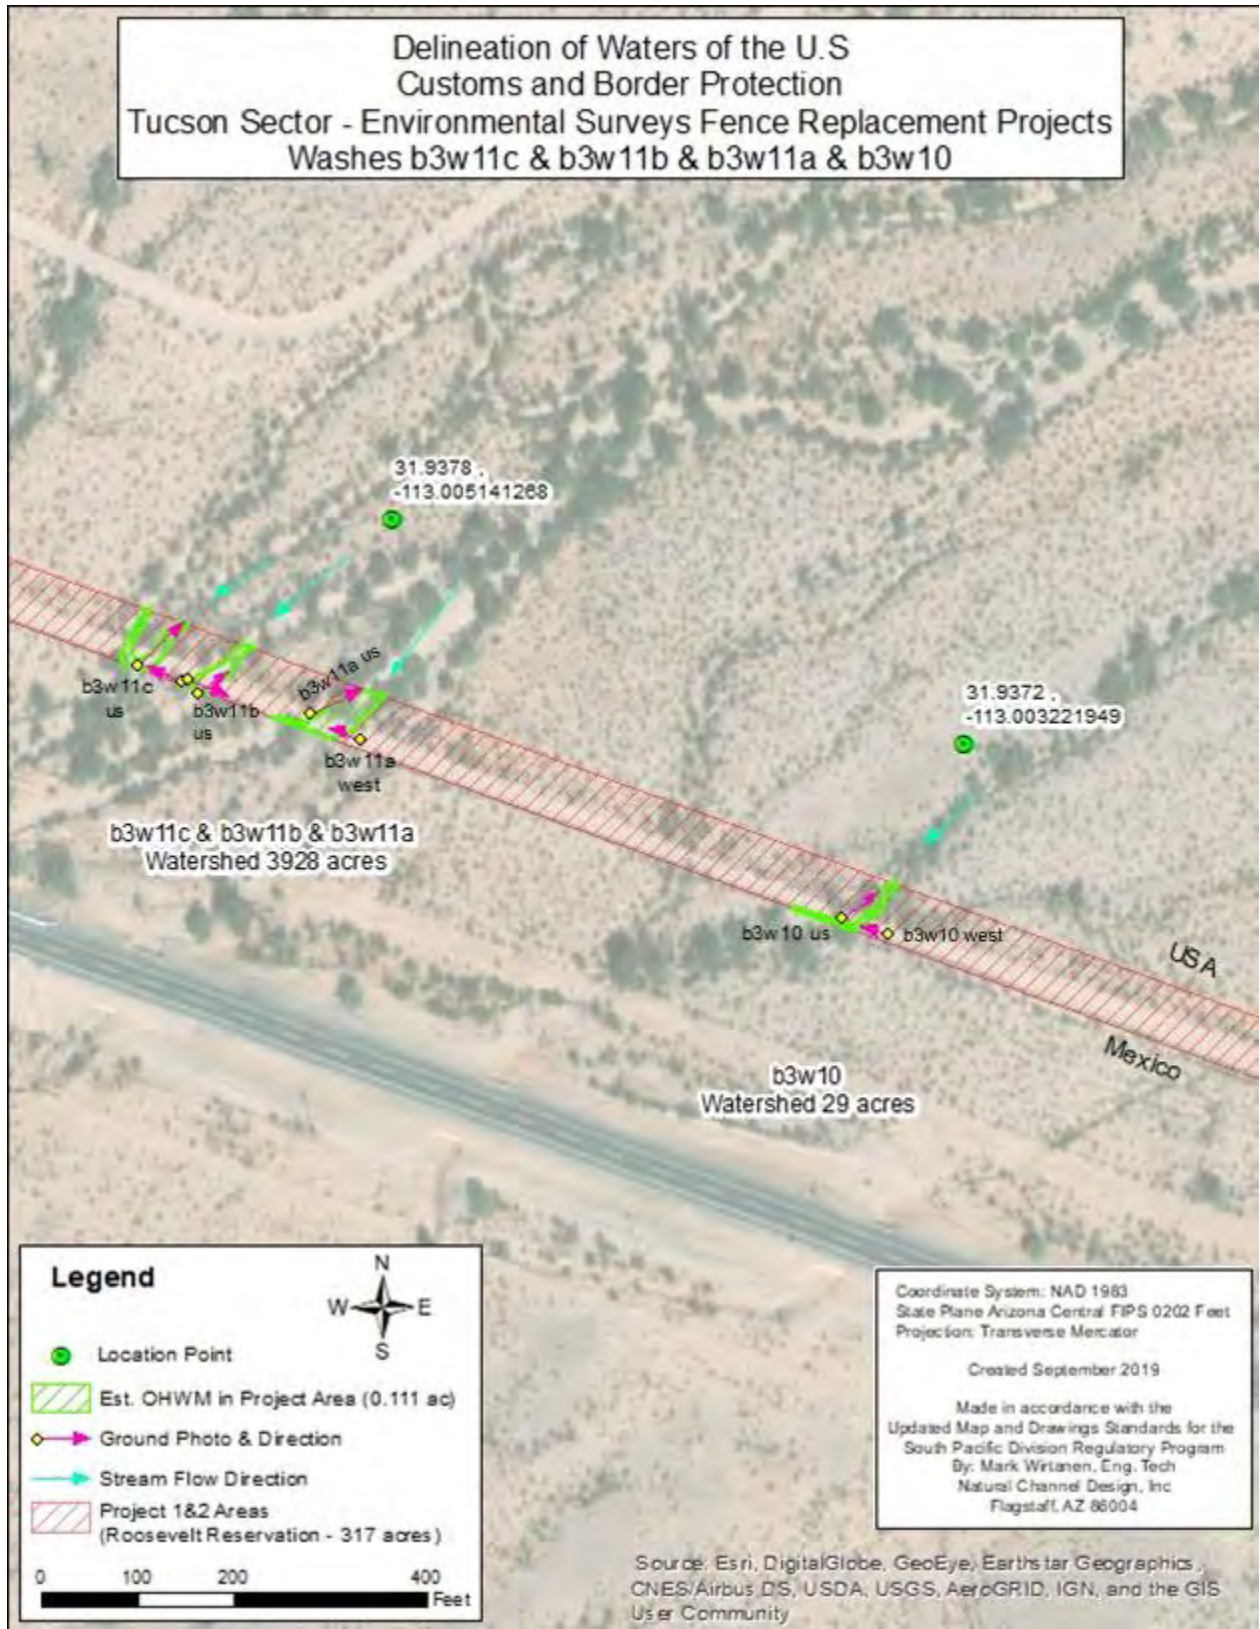 Delineation of Waters of the U.S
Customs and Border Protection
Tucson Sector - Environmental Surveys Fence Replacement Projects
Washes b3w11c & b3w11b & b3w11a & b3w10
31.9378 ,
-113.005141268
31.9372 ,
-113.003221949
b3w11c
us
b3w11b
us
b3w11a us
b3w11a
west
b3w11c & b3w11b & b3w11a
Watershed 3928 acres
b3w10 us
b3w10 west
USA
Mexico
b3w10
Watershed 29 acres
Legend
N
W
E
S
Location Point
Est. OHWM in Project Area (0.111 ac)
Ground Photo & Direction
Stream Flow Direction
Project 1&2 Areas
(Roosevelt Reservation - 317 acres)
0 100 200 400
Feet
Coordinate System: NAD 1983
State Plane Arizona Central FIPS 0202 Feet
Projection: Transverse Mercator
Created September 2019
Made in accordance with the
Updated Map and Drawings Standards for the
South Pacific Division Regulatory Program
By: Mark Wirtanen, Eng. Tech
Natural Channel Design, Inc
Flagstaff, AZ 86004
Source: Esri, DigitalGlobe, GeoEye, Earthstar Geographics,
CNES/Airbus DS, USDA, USGS, AeroGRID, IGN, and the GIS
User Community